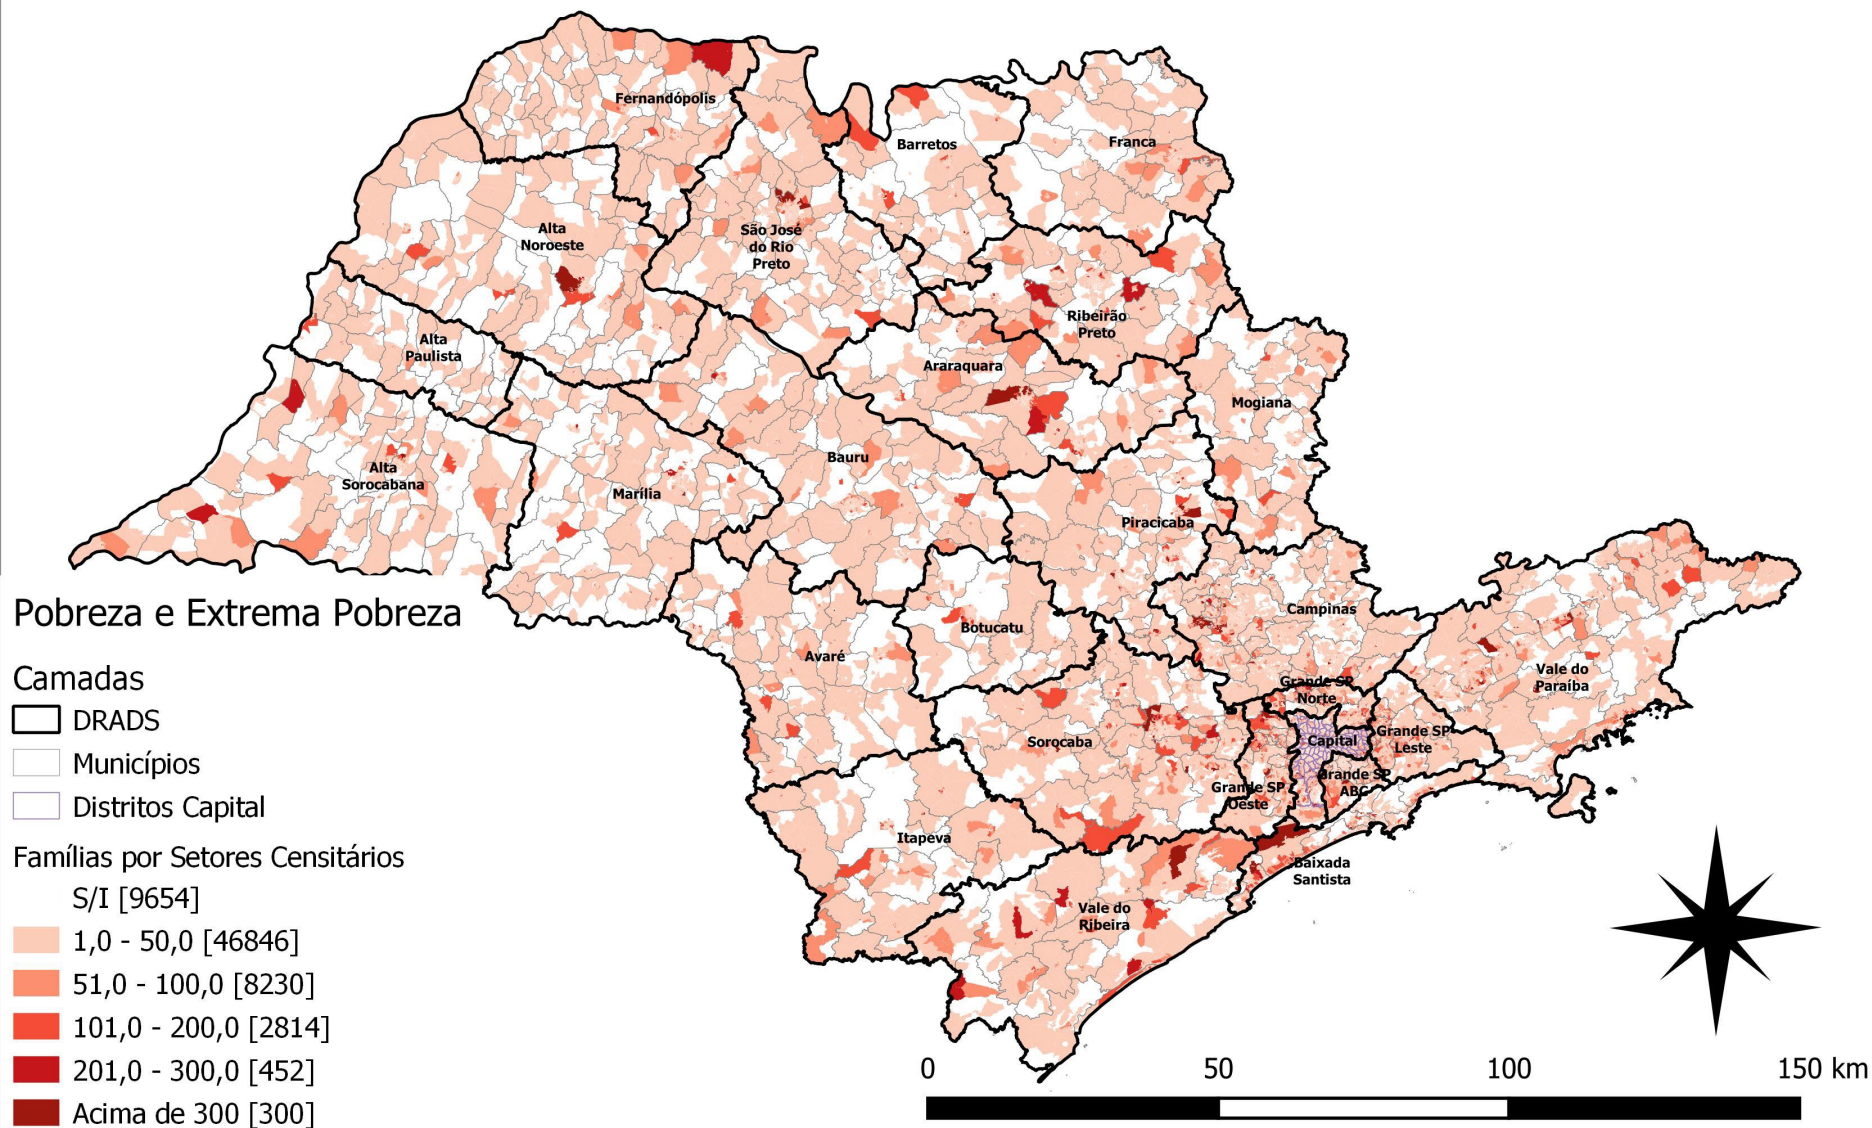 Fernandópolis
Barretos
Franca
Alta
Noroeste
São José
do Rio
Preto
Ribeirão
Preto
Alta
Paulista
Araraquara
Mogiana
Bauru
Alta
Sorocabana
Marília
Piracicaba
Campinas
Botucatu
Avaré
Vale do
Paraíba
Grande SP
Norte
Sorocaba
Capital
Grande SP
Leste
Grande SP
ABC
Grande SP
Oeste
Itapeva
Baixada
Santista
Vale do
Ribeira
Pobreza e Extrema Pobreza
Camadas
DRADS
Municípios
Distritos Capital
Famílias por Setores Censitários
S/I [9654]
1,0 - 50,0 [46846]
51,0 - 100,0 [8230]
101,0 - 200,0 [2814]
201,0 - 300,0 [452]
Acima de 300 [300]
0 50 100 150 km